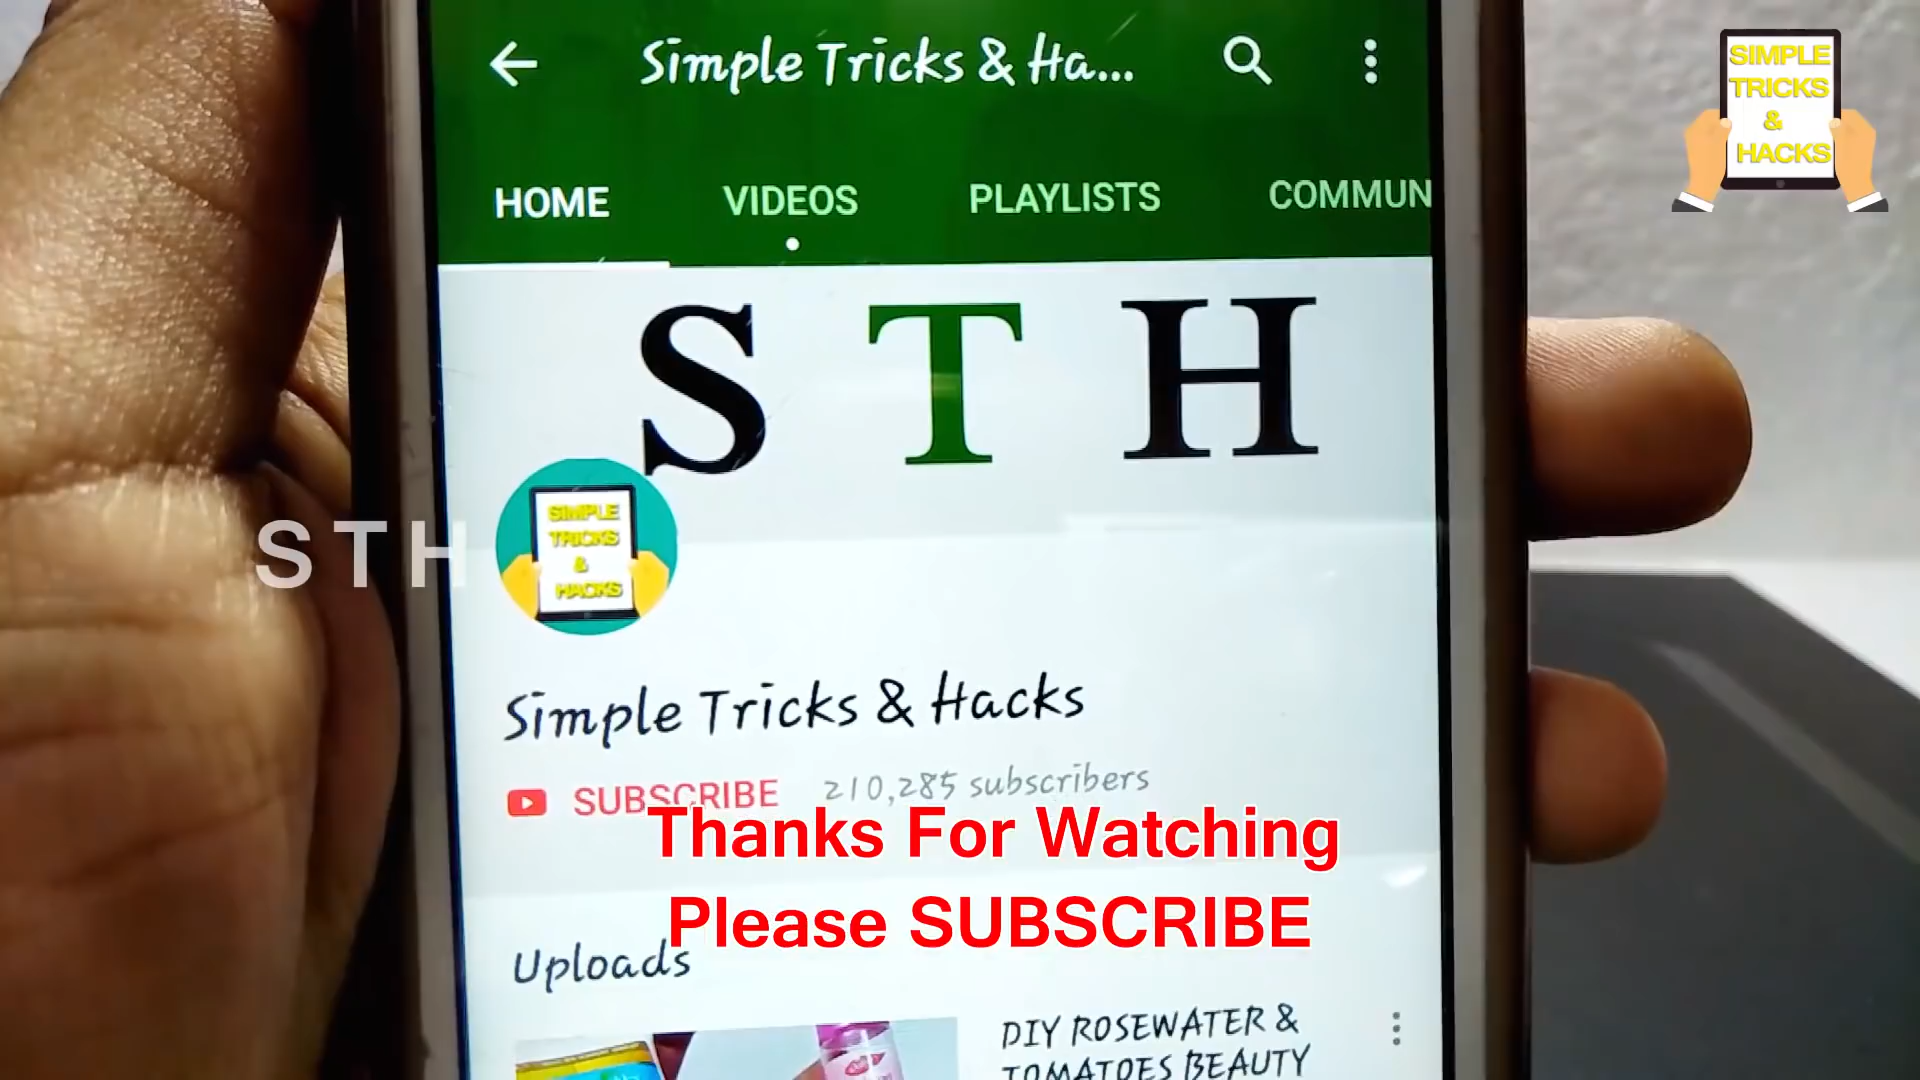 Simple Tricks & Ha...
SIMPLE
TRICKS
&
HACKS
HOME VIDEOS PLAYLISTS COMMUN
S T H
STH
SIMPLE
TRICKS
&
HACKS
Simple Tricks & Hacks
SUBSCRIBE 210,285 subscribers
Thanks For Watching
Please SUBSCRIBE
Uploads
DIY ROSEWATER &
TOMATOES BEAUTY